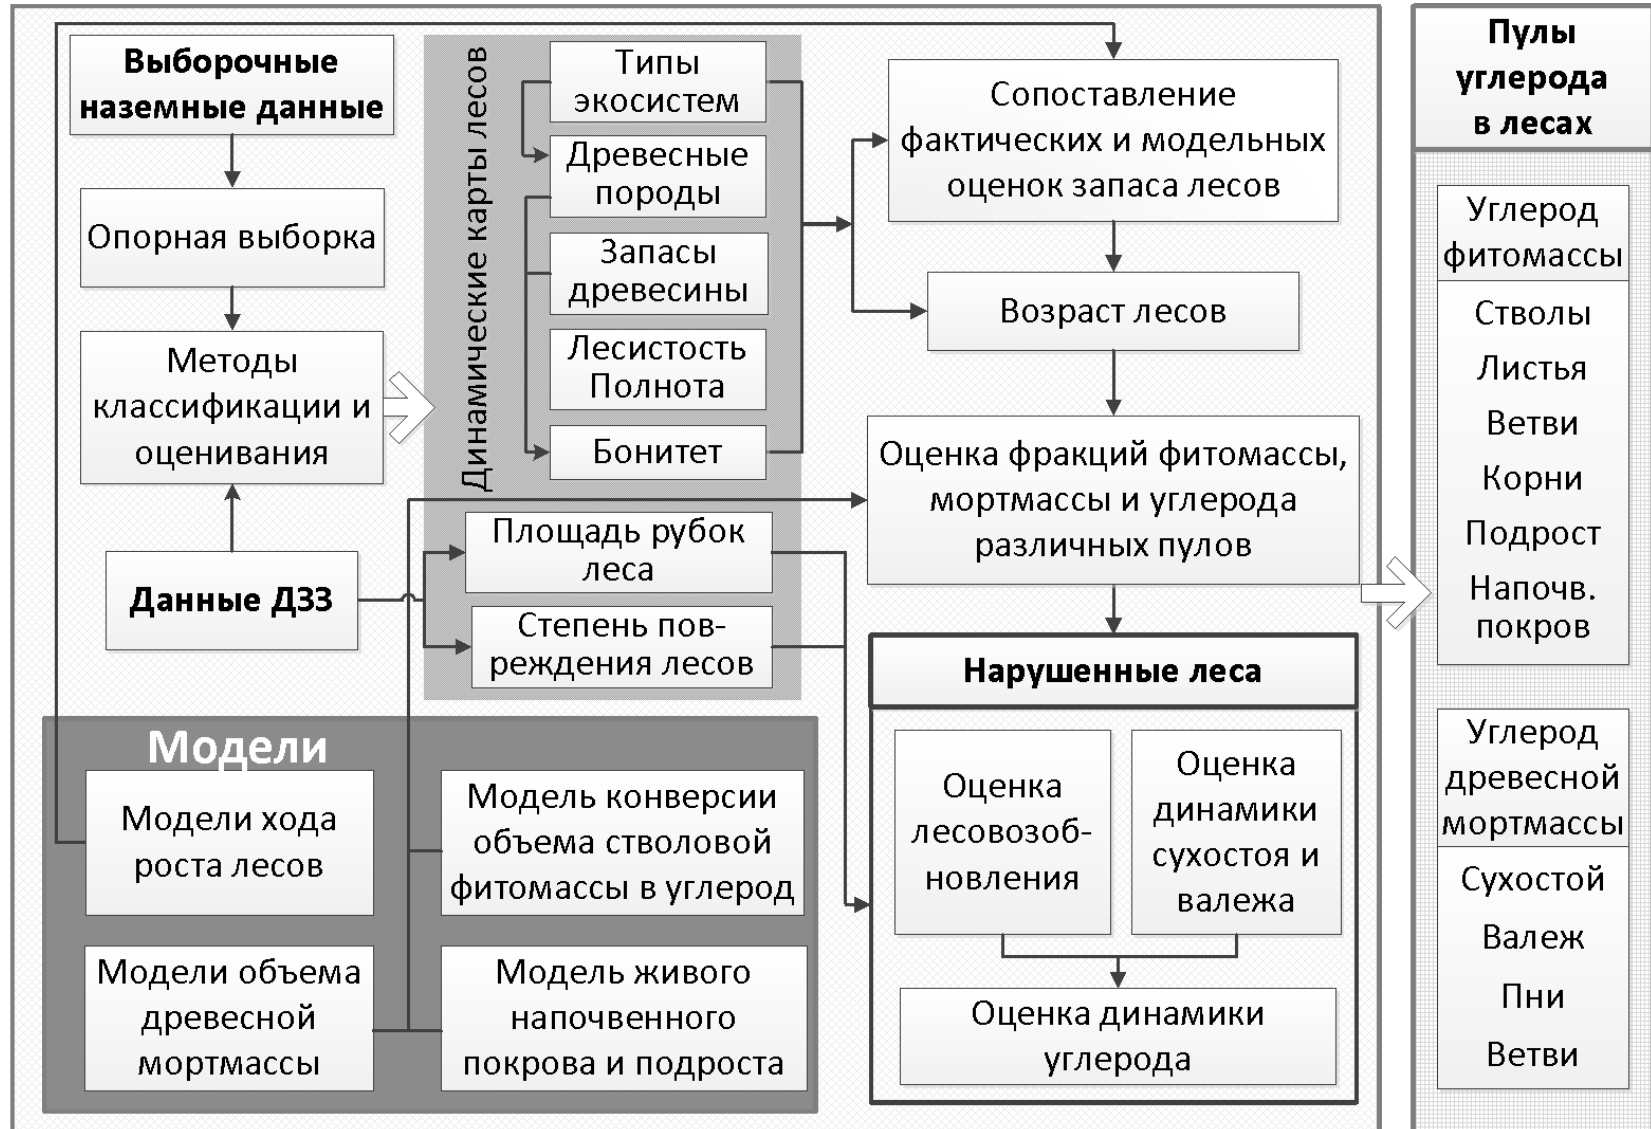 Выборочные
наземные данные
Опорная выборка
Методы
классификации и
оценивания
Данные ДЗЗ
Динамические карты лесов
Типы
экосистем
Древесные
породы
Запасы
древесины
Лесистость
Полнота
Бонитет
Площадь рубок
леса
Степень пов-
реждения лесов
Сопоставление
фактических и модельных
оценок запаса лесов
Возраст лесов
Оценка фракций фитомассы,
мортмассы и углерода
различных пулов
Нарушенные леса
Оценка
лесовозоб-
новления
Оценка
динамики
сухостоя и
валежа
Оценка динамики
углерода
Модели
Модели хода
роста лесов
Модель конверсии
объема стволовой
фитомассы в углерод
Модели объема
древесной
мортмассы
Модель живого
напочвенного
покрова и подроста
Пулы
углерода
в лесах
Углерод
фитомассы
Стволы
Листья
Ветви
Корни
Подрост
Напочв.
покров
Углерод
древесной
мортмассы
Сухостой
Валеж
Пни
Ветви